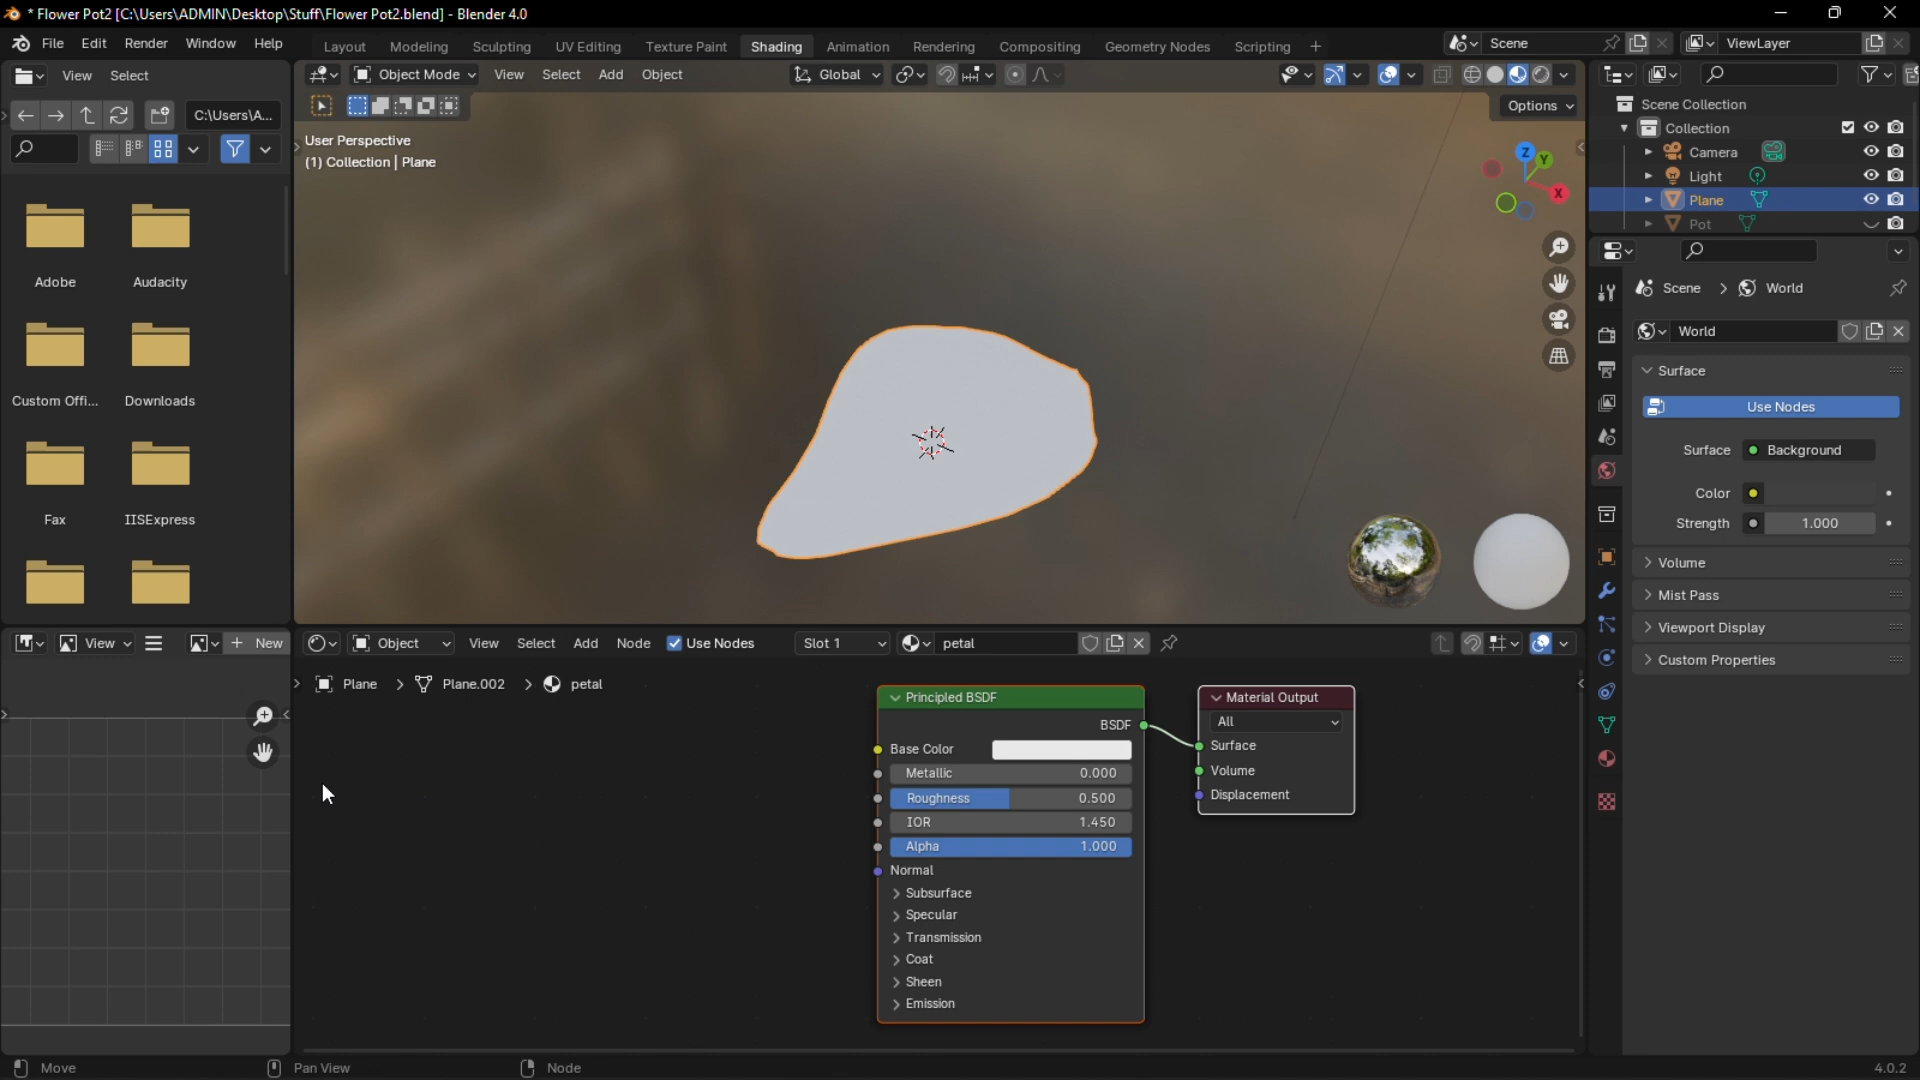 * Flower Pot2 [C:\Users\ADMIN\Desktop\Stuff\Flower Pot2.blend] - Blender 4.0
File Edit Render Window Help
Layout Modeling Sculpting UV Editing Texture Paint Shading Animation Rendering Compositing Geometry Nodes Scripting +
Scene
ViewLayer
View Select
C:\Users\A...
Adobe
Audacity
Custom Offi...
Downloads
Fax
IISExpress
Object Mode View Select Add Object
Global
Options
User Perspective
(1) Collection | Plane
Z
Y
X
Scene Collection
Collection
Camera
Light
Plane
Pot
Scene > World
World
Surface
Use Nodes
Surface Background
Color
Strength 1.000
Volume
Mist Pass
Viewport Display
Custom Properties
View
+ New
Object View Select Add Node Use Nodes Slot 1 petal
Plane > Plane.002 > petal
Principled BSDF
BSDF
Base Color
Metallic 0.000
Roughness 0.500
IOR 1.450
Alpha 1.000
Normal
Subsurface
Specular
Transmission
Coat
Sheen
Emission
Material Output
All
Surface
Volume
Displacement
Move
Pan View
Node
4.0.2